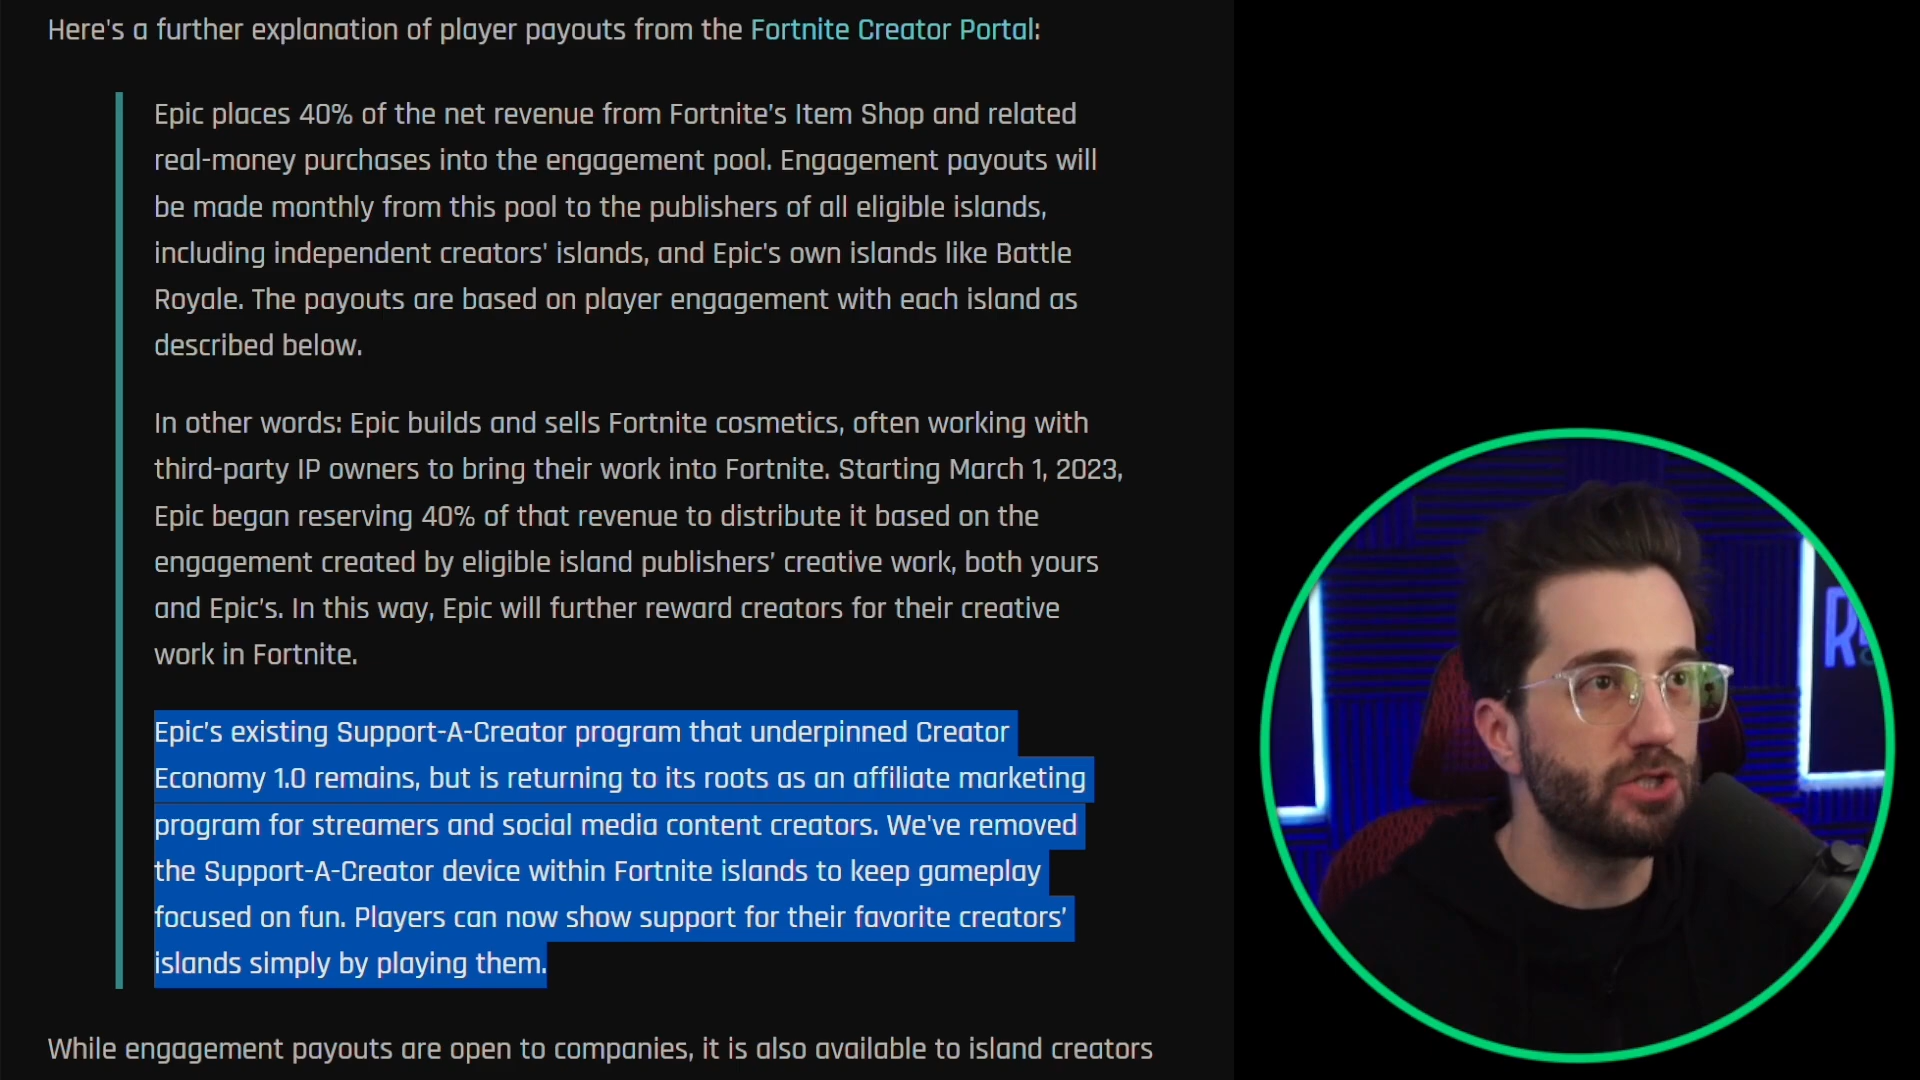 Here's a further explanation of player payouts from the Fortnite Creator Portal:
Epic places 40% of the net revenue from Fortnite's Item Shop and related
real-money purchases into the engagement pool. Engagement payouts will
be made monthly from this pool to the publishers of all eligible islands,
including independent creators' islands, and Epic's own islands like Battle
Royale. The payouts are based on player engagement with each island as
described below.
In other words: Epic builds and sells Fortnite cosmetics, often working with
third-party IP owners to bring their work into Fortnite. Starting March 1, 2023,
Epic began reserving 40% of that revenue to distribute it based on the
engagement created by eligible island publishers’ creative work, both yours
and Epic’s. In this way, Epic will further reward creators for their creative
work in Fortnite.
Epic’s existing Support-A-Creator program that underpinned Creator
Economy 1.0 remains, but is returning to its roots as an affiliate marketing
program for streamers and social media content creators. We've removed
the Support-A-Creator device within Fortnite islands to keep gameplay
focused on fun. Players can now show support for their favorite creators’
islands simply by playing them.
While engagement payouts are open to companies, it is also available to island creators